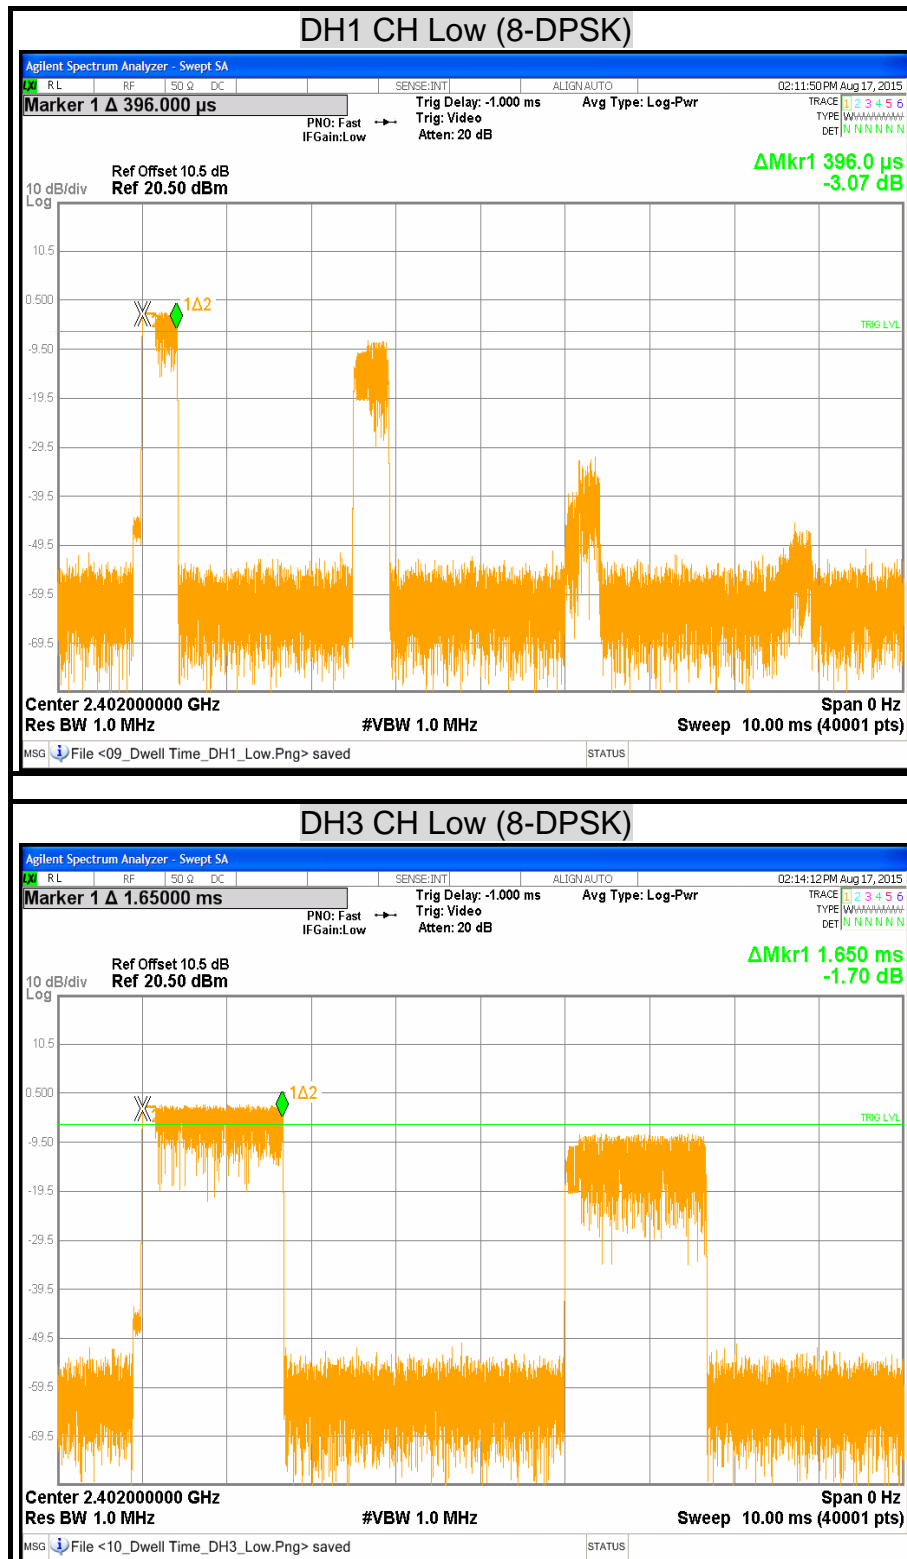 DH1 CH Low (8-DPSK)
Agilent Spectrum Analyzer - Swept SA
LXI RL RF 50 Ω DC SENSE:INT ALIGN AUTO 02:11:50 PM Aug 17, 2015
Marker 1 Δ 396.000 µs Trig Delay: -1.000 ms Avg Type: Log-Pwr TRACE 1 2 3 4 5 6
PNO: Fast Trig: Video TYPE
IFGain:Low Atten: 20 dB DET N N N N N N
ΔMkr1 396.0 µs
-3.07 dB
Ref Offset 10.5 dB
10 dB/div Ref 20.50 dBm
Log
10.5
0.500
1Δ2
TRIG LVL
-9.50
-19.5
-29.5
-39.5
-49.5
-59.5
-69.5
Center 2.402000000 GHz Span 0 Hz
Res BW 1.0 MHz #VBW 1.0 MHz Sweep 10.00 ms (40001 pts)
MSG File <09_Dwell Time_DH1_Low.Png> saved STATUS
DH3 CH Low (8-DPSK)
Agilent Spectrum Analyzer - Swept SA
LXI RL RF 50 Ω DC SENSE:INT ALIGN AUTO 02:14:12 PM Aug 17, 2015
Marker 1 Δ 1.65000 ms Trig Delay: -1.000 ms Avg Type: Log-Pwr TRACE 1 2 3 4 5 6
PNO: Fast Trig: Video TYPE
IFGain:Low Atten: 20 dB DET N N N N N N
ΔMkr1 1.650 ms
-1.70 dB
Ref Offset 10.5 dB
10 dB/div Ref 20.50 dBm
Log
10.5
0.500
1Δ2
TRIG LVL
-9.50
-19.5
-29.5
-39.5
-49.5
-59.5
-69.5
Center 2.402000000 GHz Span 0 Hz
Res BW 1.0 MHz #VBW 1.0 MHz Sweep 10.00 ms (40001 pts)
MSG File <10_Dwell Time_DH3_Low.Png> saved STATUS